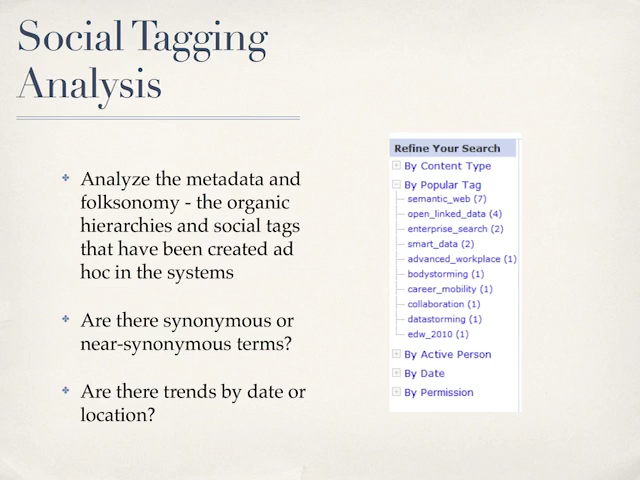 Social Tagging
Analysis
Analyze the metadata and
folksonomy - the organic
hierarchies and social tags
that have been created ad
hoc in the systems
Are there synonymous or
near-synonymous terms?
Are there trends by date or
location?
Refine Your Search
By Content Type
By Popular Tag
semantic_web (7)
open_linked_data (4)
enterprise_search (2)
smart_data (2)
advanced_workplace (1)
bodystorming (1)
career_mobility (1)
collaboration (1)
datastorming (1)
edw_2010 (1)
By Active Person
By Date
By Permission